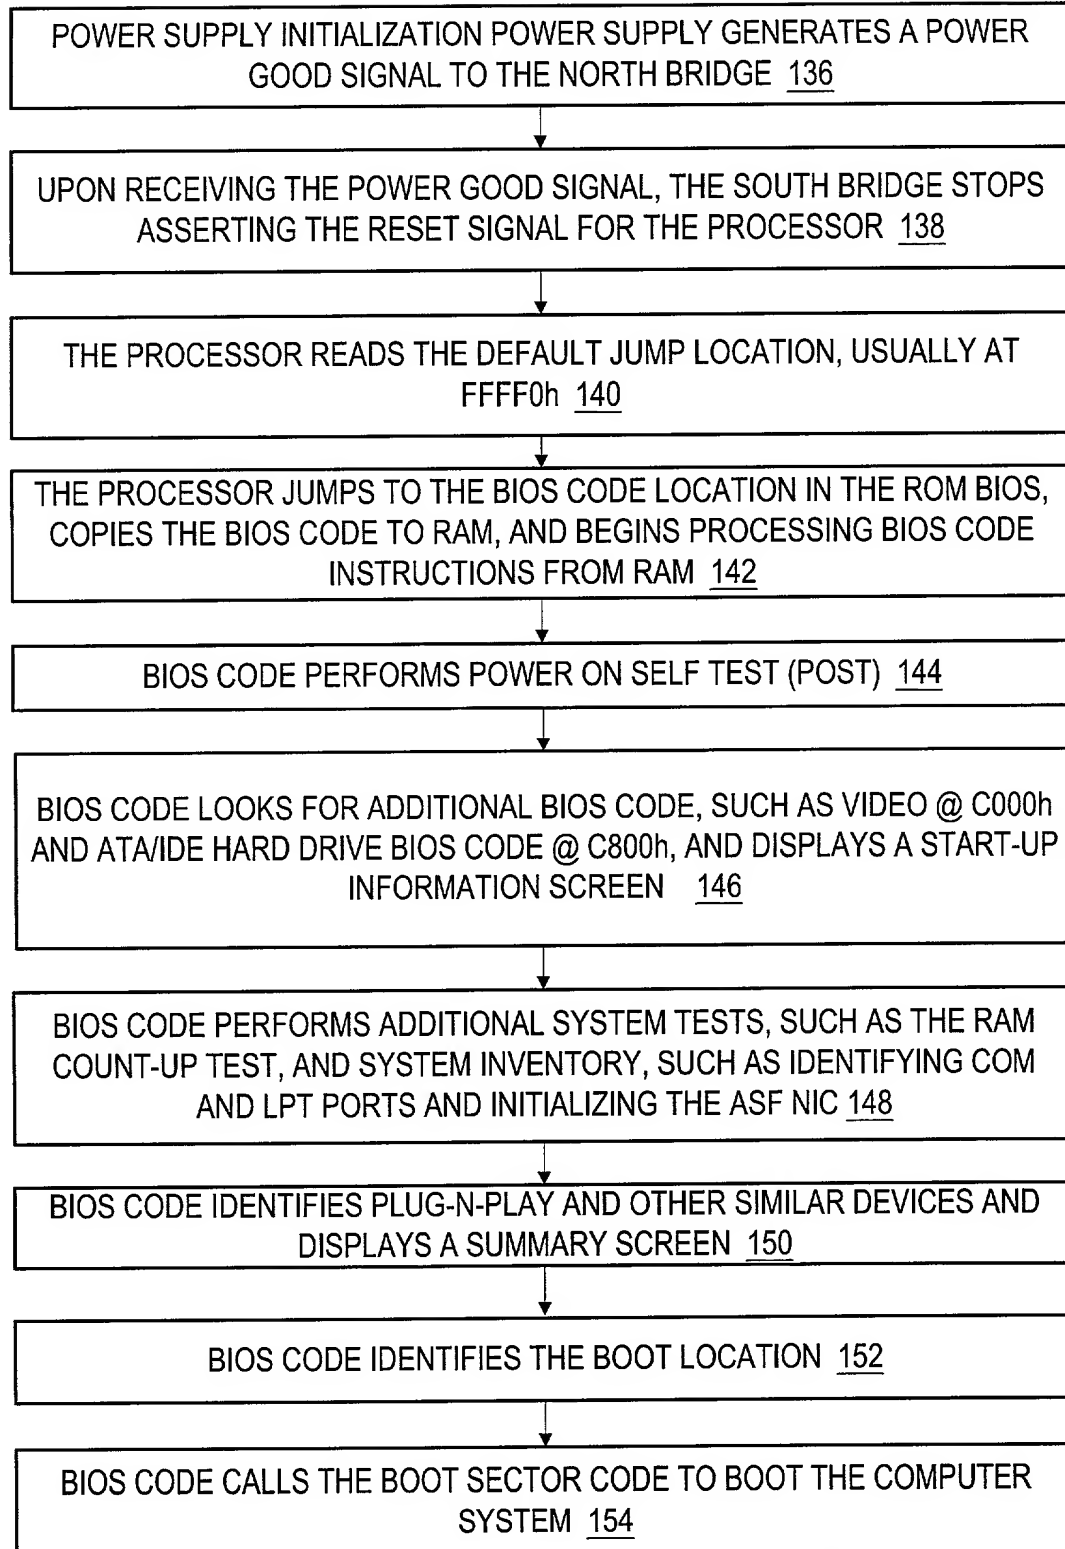 POWER SUPPLY INITIALIZATION POWER SUPPLY GENERATES A POWER
GOOD SIGNAL TO THE NORTH BRIDGE 136
UPON RECEIVING THE POWER GOOD SIGNAL, THE SOUTH BRIDGE STOPS
ASSERTING THE RESET SIGNAL FOR THE PROCESSOR 138
THE PROCESSOR READS THE DEFAULT JUMP LOCATION, USUALLY AT
FFFF0h 140
THE PROCESSOR JUMPS TO THE BIOS CODE LOCATION IN THE ROM BIOS,
COPIES THE BIOS CODE TO RAM, AND BEGINS PROCESSING BIOS CODE
INSTRUCTIONS FROM RAM 142
BIOS CODE PERFORMS POWER ON SELF TEST (POST) 144
BIOS CODE LOOKS FOR ADDITIONAL BIOS CODE, SUCH AS VIDEO @ C000h
AND ATA/IDE HARD DRIVE BIOS CODE @ C800h, AND DISPLAYS A START-UP
INFORMATION SCREEN 146
BIOS CODE PERFORMS ADDITIONAL SYSTEM TESTS, SUCH AS THE RAM
COUNT-UP TEST, AND SYSTEM INVENTORY, SUCH AS IDENTIFYING COM
AND LPT PORTS AND INITIALIZING THE ASF NIC 148
BIOS CODE IDENTIFIES PLUG-N-PLAY AND OTHER SIMILAR DEVICES AND
DISPLAYS A SUMMARY SCREEN 150
BIOS CODE IDENTIFIES THE BOOT LOCATION 152
BIOS CODE CALLS THE BOOT SECTOR CODE TO BOOT THE COMPUTER
SYSTEM 154